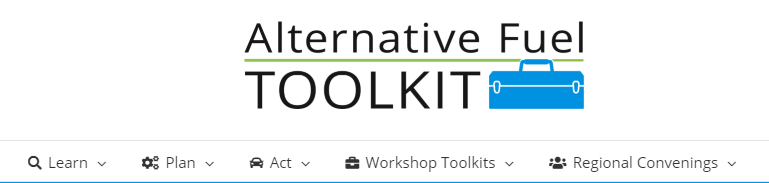 Alternative Fuel
TOOLKIT
Learn Plan Act Workshop Toolkits Regional Convenings